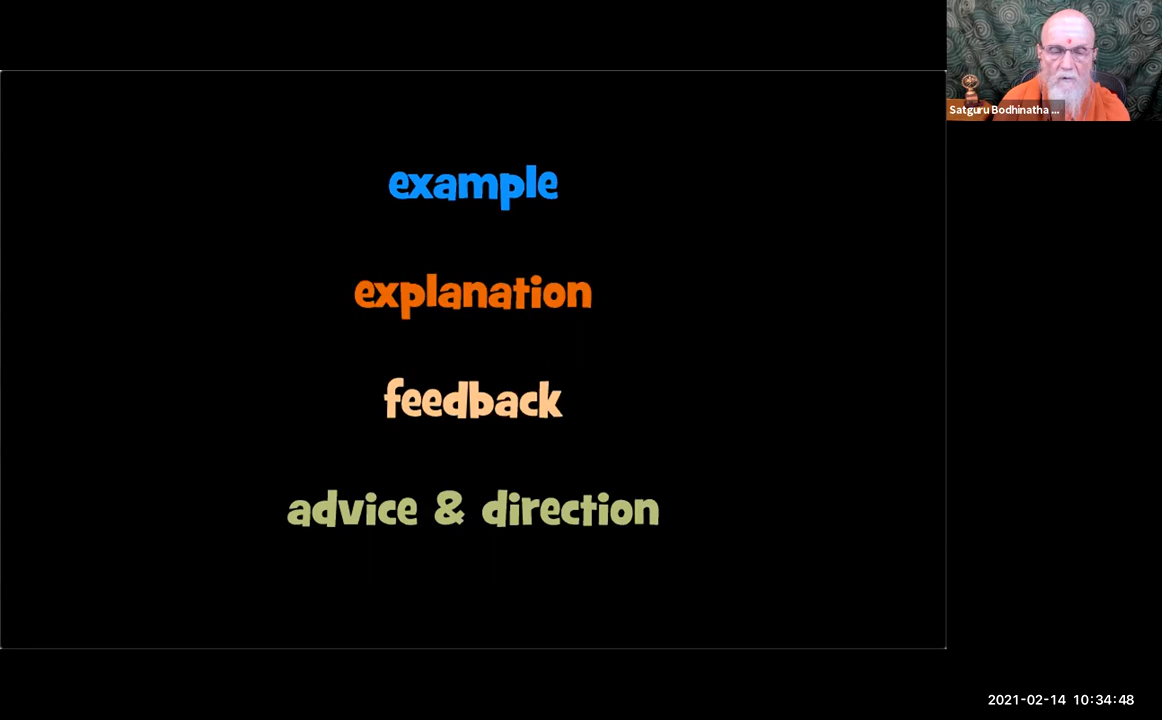 Satguru Bodhinatha ...
example
explanation
feedback
advice & direction
2021-02-14 10:34:48